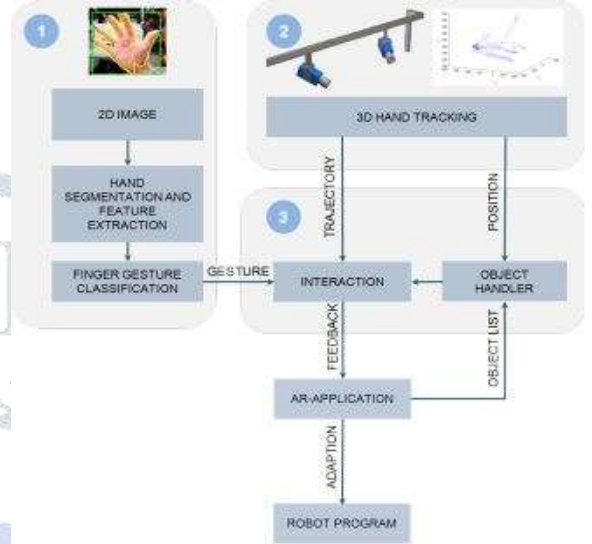 1
2
2D IMAGE
3D HAND TRACKING
HAND
SEGMENTATION AND
FEATURE
EXTRACTION
TRAJECTORY
POSITION
3
FINGER GESTURE
CLASSIFICATION
GESTURE
INTERACTION
OBJECT
HANDLER
FEEDBACK
OBJECT LIST
AR-APPLICATION
ADAPTION
ROBOT PROGRAM